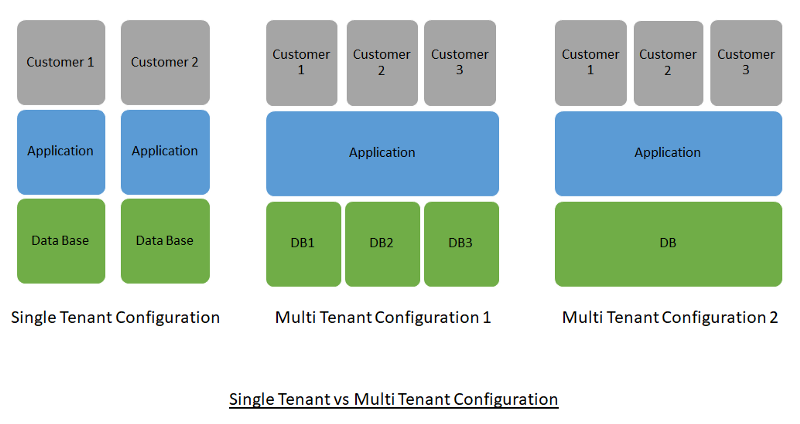 Customer 1
Customer 2
Application
Application
Data Base
Data Base
Single Tenant Configuration
Customer
1
Customer
2
Customer
3
Application
DB1
DB2
DB3
Multi Tenant Configuration 1
Customer
1
Customer
2
Customer
3
Application
DB
Multi Tenant Configuration 2
Single Tenant vs Multi Tenant Configuration